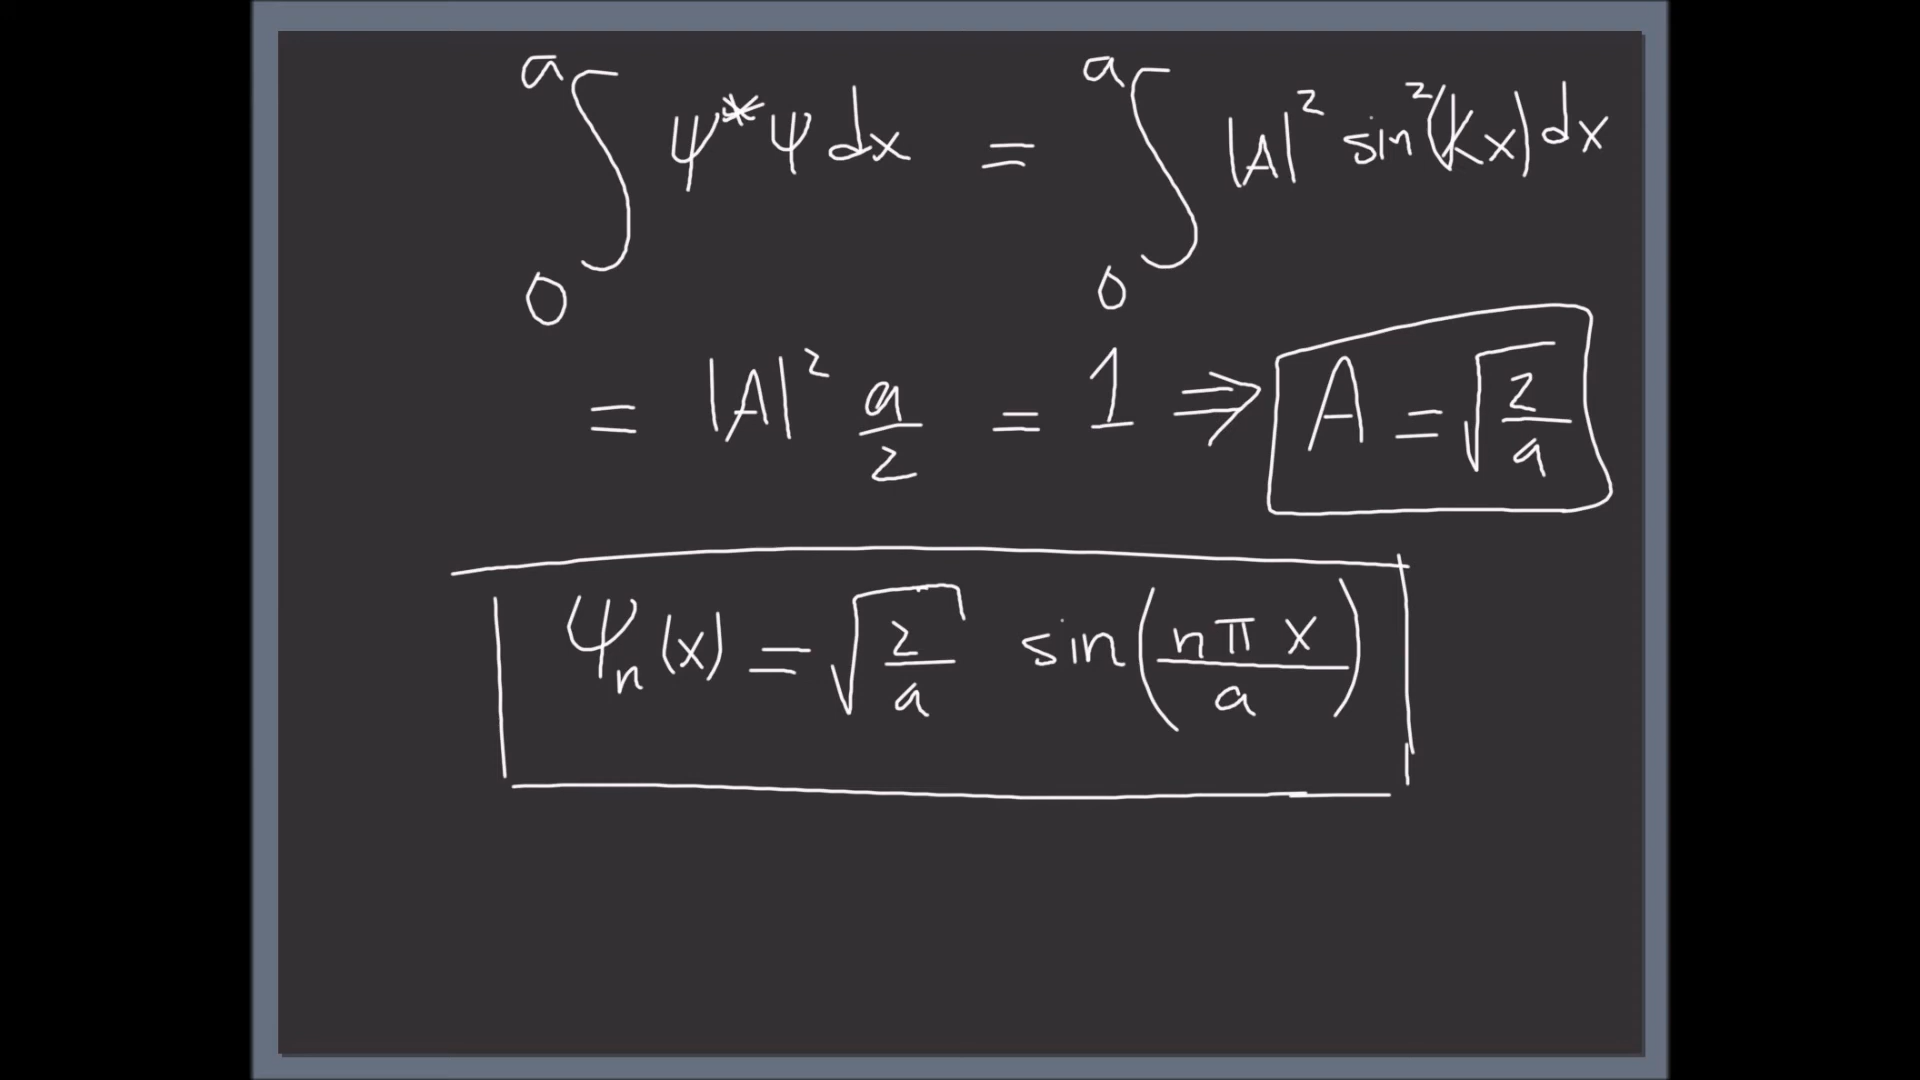 ∫₀ᵃ ψ*ψ dx = ∫₀ᵃ |A|² sin²(kx) dx
= |A|² a/2 = 1 ⇒ A = √(2/a)
ψₙ(x) = √(2/a) sin(nπx/a)